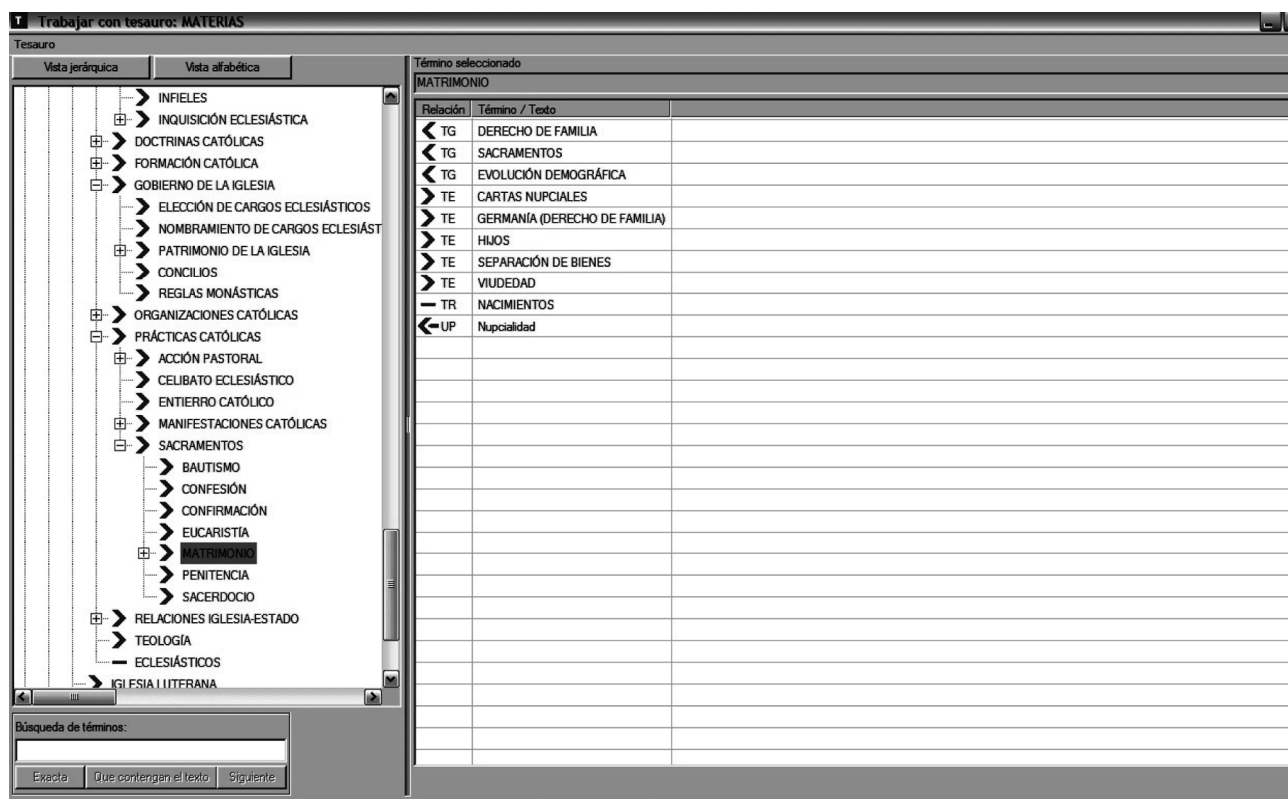 T Trabajar con tesauro: MATERIAS
Tesauro
Vista jerárquica Vista alfabética
INFIELES
INQUISICIÓN ECLESIÁSTICA
DOCTRINAS CATÓLICAS
FORMACIÓN CATÓLICA
GOBIERNO DE LA IGLESIA
ELECCIÓN DE CARGOS ECLESIÁSTICOS
NOMBRAMIENTO DE CARGOS ECLESIÁST
PATRIMONIO DE LA IGLESIA
CONCILIOS
REGLAS MONÁSTICAS
ORGANIZACIONES CATÓLICAS
PRÁCTICAS CATÓLICAS
ACCIÓN PASTORAL
CELIBATO ECLESIÁSTICO
ENTIERRO CATÓLICO
MANIFESTACIONES CATÓLICAS
SACRAMENTOS
BAUTISMO
CONFESIÓN
CONFIRMACIÓN
EUCARISTÍA
MATRIMONIO
PENITENCIA
SACERDOCIO
RELACIONES IGLESIA-ESTADO
TEOLOGÍA
ECLESIÁSTICOS
IGLESIA LUTERANA
Búsqueda de términos:
Exacta Que contengan el texto Siguiente
Término seleccionado
MATRIMONIO
Relación Término / Texto
TG DERECHO DE FAMILIA
TG SACRAMENTOS
TG EVOLUCIÓN DEMOGRÁFICA
TE CARTAS NUPCIALES
TE GERMANÍA (DERECHO DE FAMILIA)
TE HIJOS
TE SEPARACIÓN DE BIENES
TE VIUDEDAD
TR NACIMIENTOS
UP Nupcialidad